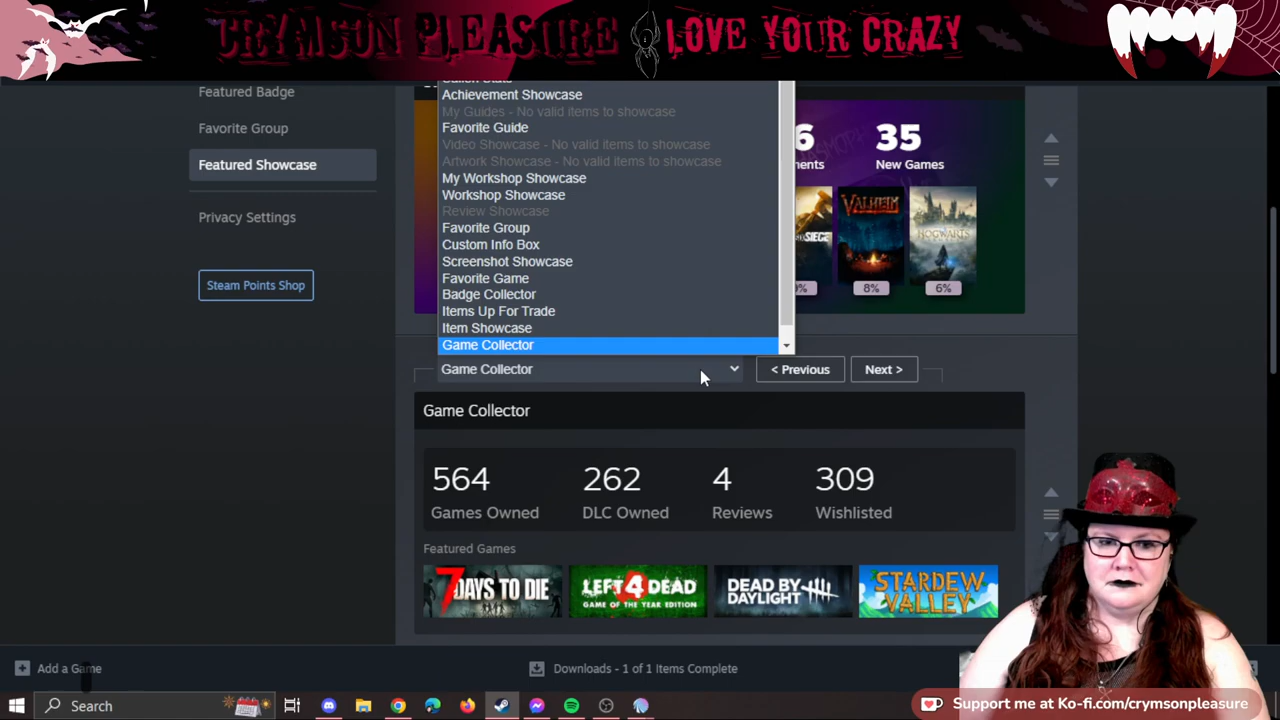 CRYMSON PLEASURE LOVE YOUR CRAZY
Featured Badge
Favorite Group
Featured Showcase
Privacy Settings
Steam Points Shop
Achievement Showcase
My Guides - No valid items to showcase
Favorite Guide
Video Showcase - No valid items to showcase
Artwork Showcase - No valid items to showcase
My Workshop Showcase
Workshop Showcase
Review Showcase
Favorite Group
Custom Info Box
Screenshot Showcase
Favorite Game
Badge Collector
Items Up For Trade
Item Showcase
Game Collector
6 35
ents New Games
SIEGE VALHEIM HOGWARTS
% 8% 6%
Game Collector < Previous Next >
Game Collector
564 262 4 309
Games Owned DLC Owned Reviews Wishlisted
Featured Games
7 DAYS TO DIE LEFT 4 DEAD GAME OF THE YEAR EDITION DEAD BY DAYLIGHT STARDEW VALLEY
Add a Game Downloads - 1 of 1 Items Complete
Search
Support me at Ko-fi.com/crymsonpleasure